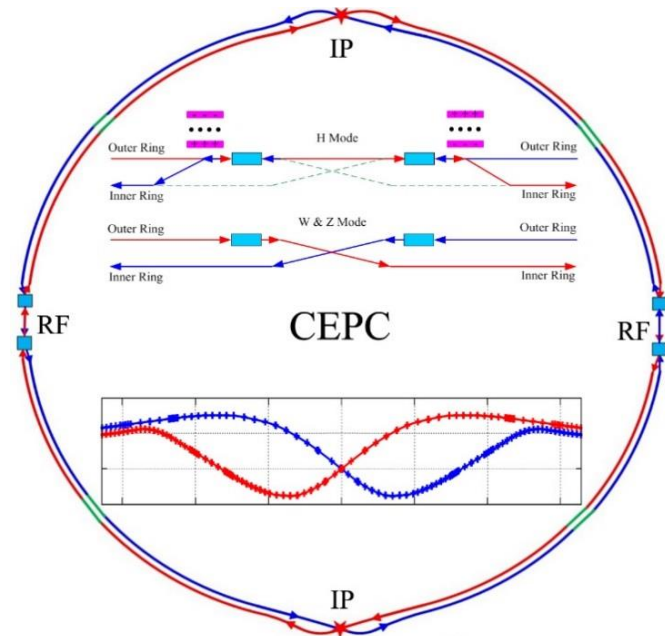 IP
H Mode
Outer Ring
Outer Ring
Inner Ring
Inner Ring
W & Z Mode
Outer Ring
Outer Ring
Inner Ring
Inner Ring
RF
CEPC
RF
IP